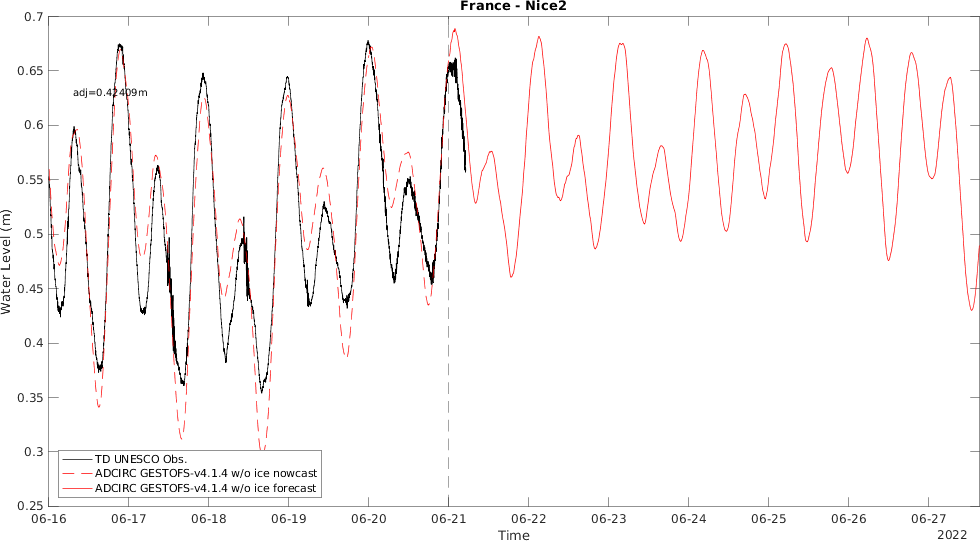 France - Nice2
0.7
0.65
0.6
0.55
0.5
0.45
0.4
0.35
0.3
0.25
Water Level (m)
adj=0.42409m
TD UNESCO Obs.
ADCIRC GESTOFS-v4.1.4 w/o ice nowcast
ADCIRC GESTOFS-v4.1.4 w/o ice forecast
06-16 06-17 06-18 06-19 06-20 06-21 06-22 06-23 06-24 06-25 06-26 06-27
Time
2022